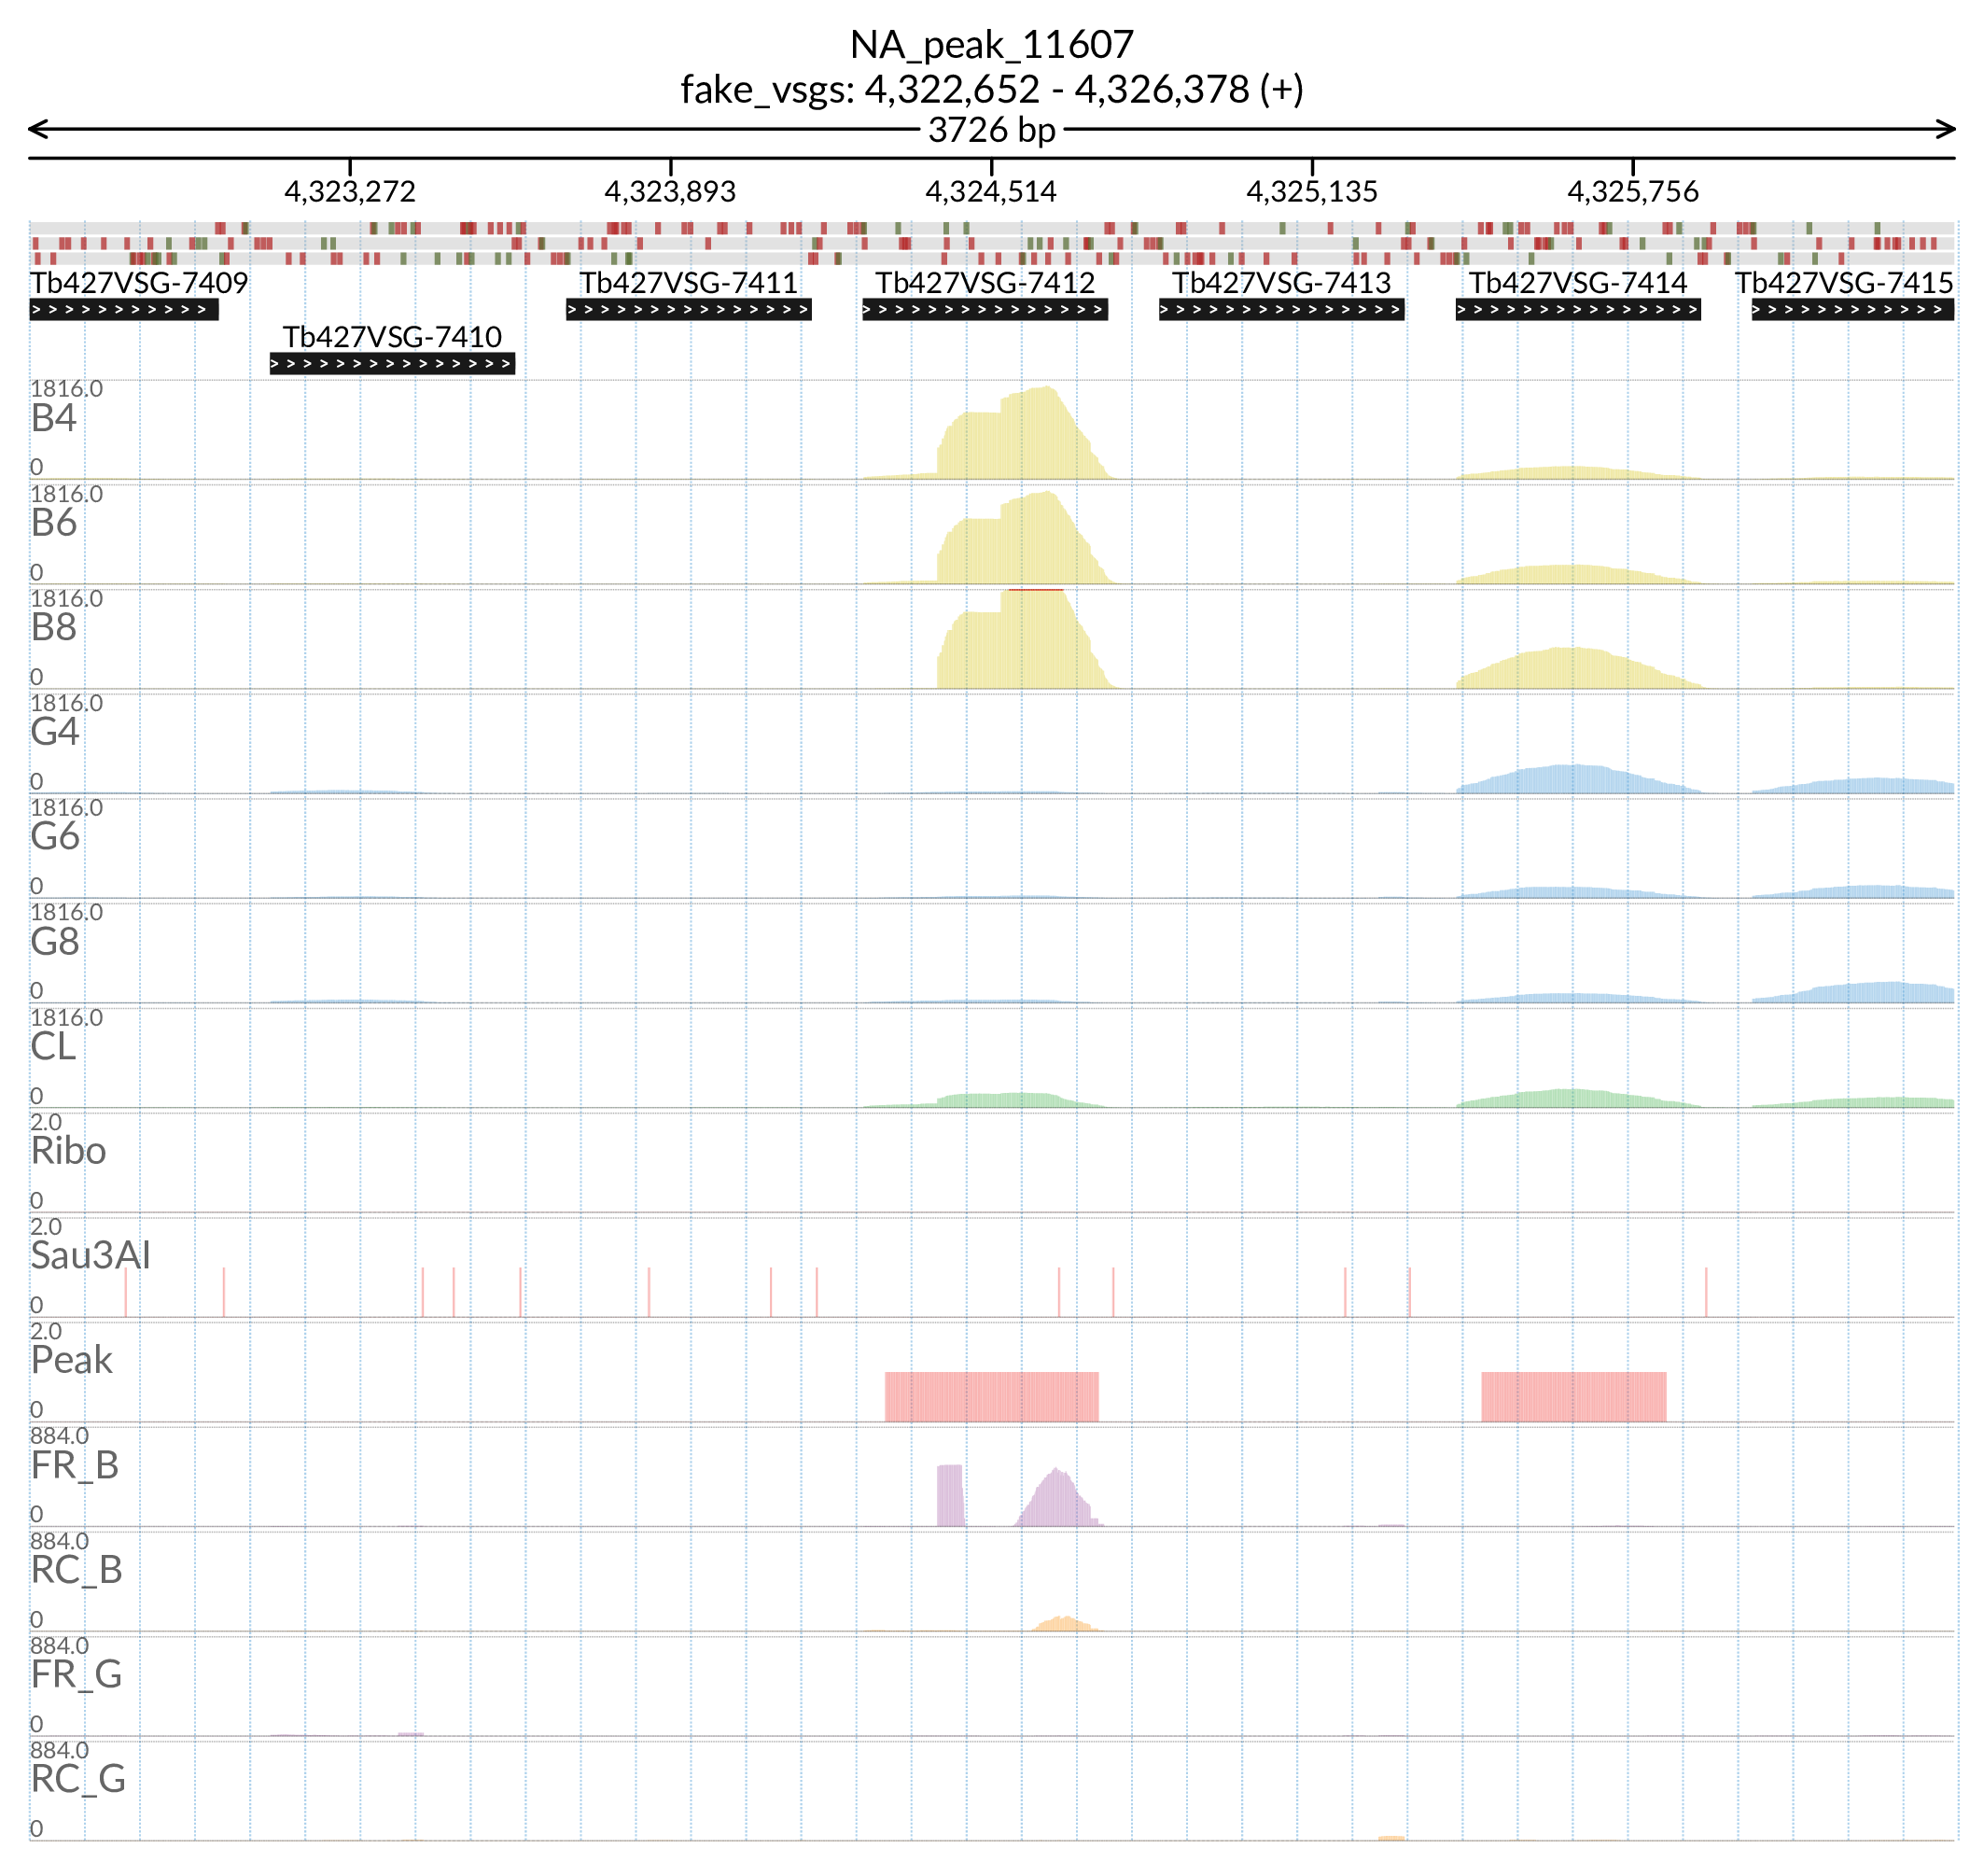 NA_peak_11607
fake_vsgs: 4,322,652 - 4,326,378 (+)
3726 bp
4,323,272 4,323,893 4,324,514 4,325,135 4,325,756
Tb427VSG-7409 Tb427VSG-7411 Tb427VSG-7412 Tb427VSG-7413 Tb427VSG-7414 Tb427VSG-7415
Tb427VSG-7410
1816.0
B4
0
1816.0
B6
0
1816.0
B8
0
1816.0
G4
0
1816.0
G6
0
1816.0
G8
0
1816.0
CL
0
2.0
Ribo
0
2.0
Sau3AI
0
2.0
Peak
0
884.0
FR_B
0
884.0
RC_B
0
884.0
FR_G
0
884.0
RC_G
0